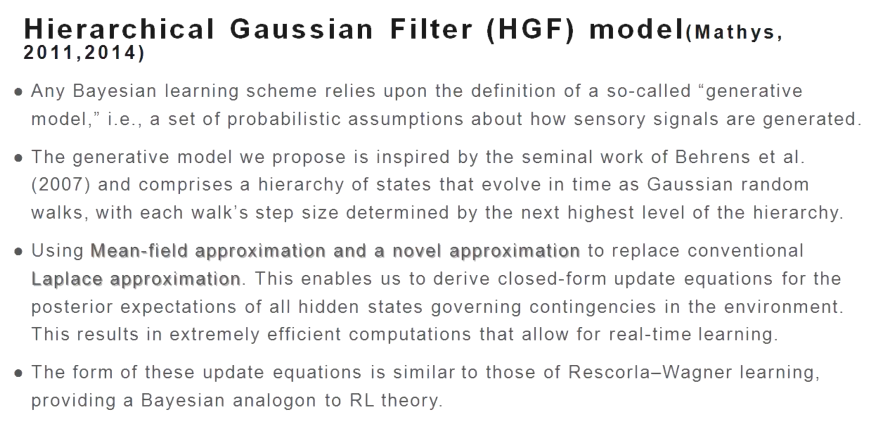 Hierarchical Gaussian Filter (HGF) model(Mathys,
2011,2014)
● Any Bayesian learning scheme relies upon the definition of a so-called “generative
model,” i.e., a set of probabilistic assumptions about how sensory signals are generated.
● The generative model we propose is inspired by the seminal work of Behrens et al.
(2007) and comprises a hierarchy of states that evolve in time as Gaussian random
walks, with each walk’s step size determined by the next highest level of the hierarchy.
● Using Mean-field approximation and a novel approximation to replace conventional
Laplace approximation. This enables us to derive closed-form update equations for the
posterior expectations of all hidden states governing contingencies in the environment.
This results in extremely efficient computations that allow for real-time learning.
● The form of these update equations is similar to those of Rescorla–Wagner learning,
providing a Bayesian analogon to RL theory.